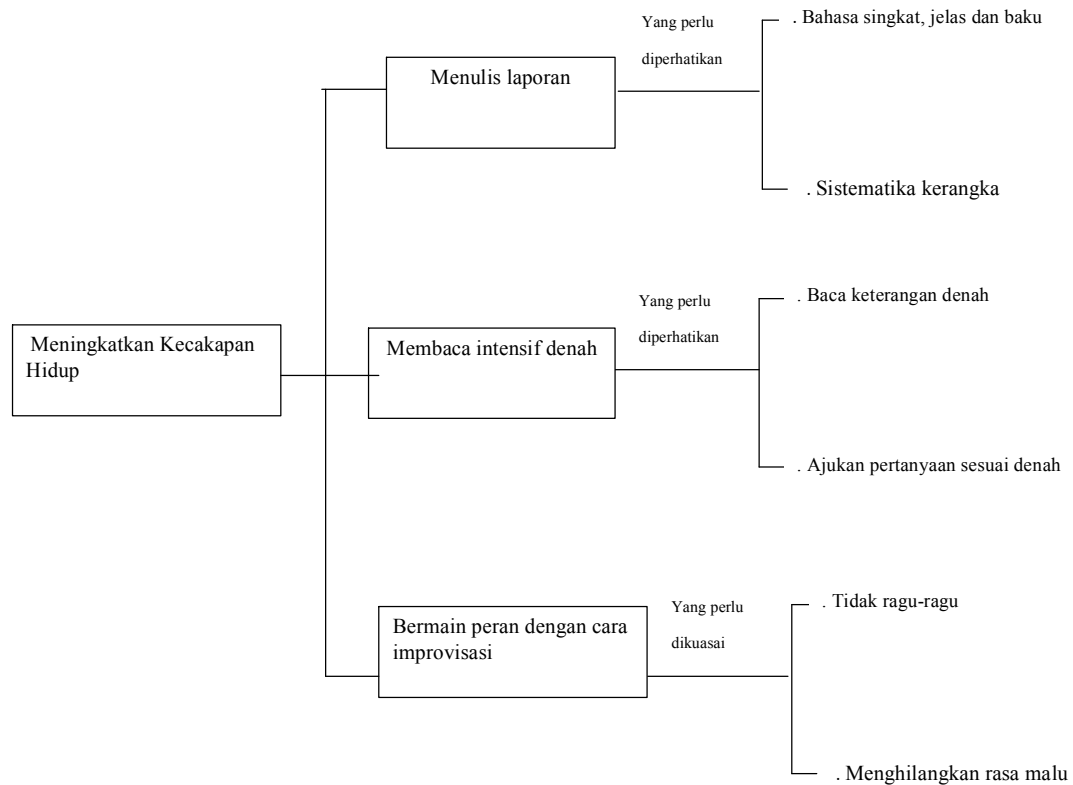 Meningkatkan Kecakapan
Hidup
Menulis laporan
Yang perlu
diperhatikan
. Bahasa singkat, jelas dan baku
. Sistematika kerangka
Membaca intensif denah
Yang perlu
diperhatikan
. Baca keterangan denah
. Ajukan pertanyaan sesuai denah
Bermain peran dengan cara
improvisasi
Yang perlu
dikuasai
. Tidak ragu-ragu
. Menghilangkan rasa malu